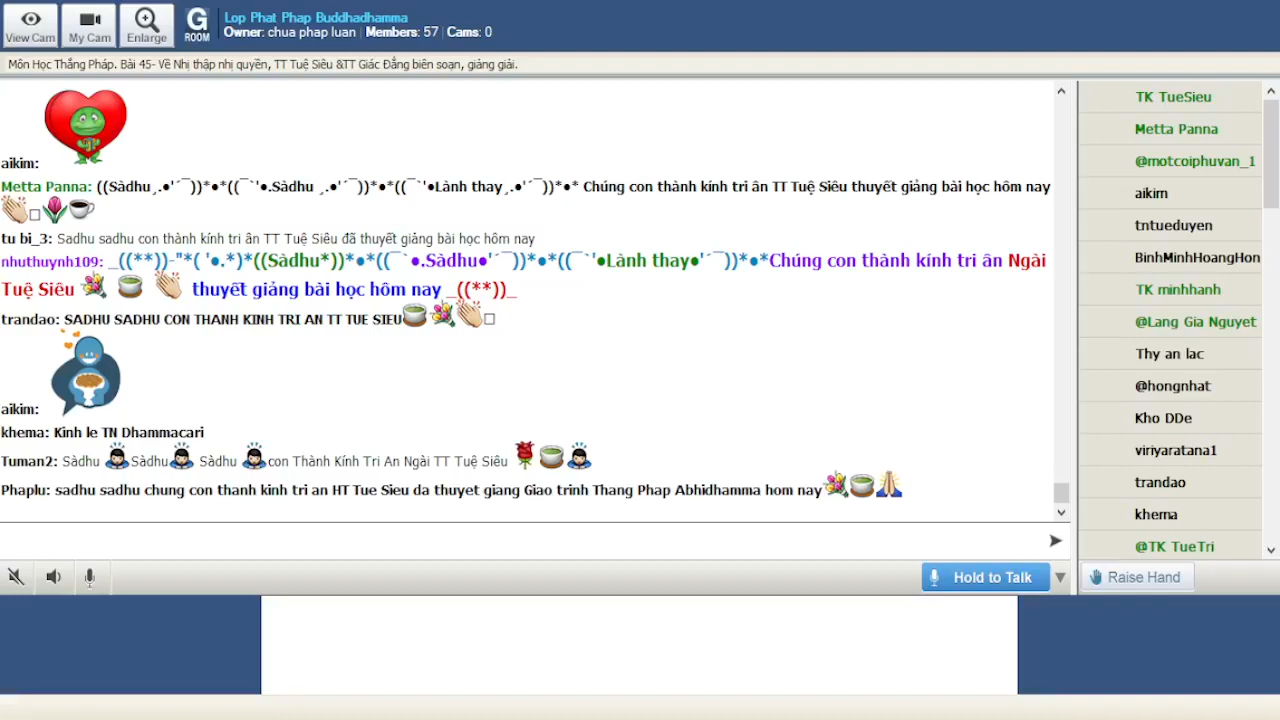 View Cam
My Cam
Enlarge
G
ROOM
Lop Phat Phap Buddhadhamma
Owner: chua phap luan | Members: 57 | Cams: 0
Môn Học Thắng Pháp. Bài 45- Về Nhị thập nhị quyền, TT Tuệ Siêu &TT Giác Đẳng biên soạn, giảng giải.
aikim:
Metta Panna: ((Sàdhu¸.●'´¯))*●*((¯`'●.Sàdhu ¸.●'´¯))*●*((¯`'●Lành thay¸.●'´¯))*●* Chúng con thành kính tri ân TT Tuệ Siêu thuyết giảng bài học hôm nay
tu bi_3: Sadhu sadhu con thành kính tri ân TT Tuệ Siêu đã thuyết giảng bài học hôm nay
nhuthuynh109: _((**))-"*( '●.*)*((Sàdhu*))*●*((¯`●.Sàdhu●'´¯))*●*((¯`'●Lành thay●'´¯))*●*Chúng con thành kính tri ân Ngài
Tuệ Siêu thuyết giảng bài học hôm nay _((**))_
trandao: SADHU SADHU CON THANH KINH TRI AN TT TUE SIEU
aikim:
khema: Kinh le TN Dhammacari
Tuman2: Sàdhu Sàdhu Sàdhu con Thành Kính Tri An Ngài TT Tuệ Siêu
Phaplu: sadhu sadhu chung con thanh kinh tri an HT Tue Sieu da thuyet giang Giao trinh Thang Phap Abhidhamma hom nay
TK TueSieu
Metta Panna
@motcoiphuvan_1
aikim
tntueduyen
BinhMinhHoangHon
TK minhhanh
@Lang Gia Nguyet
Thy an lac
@hongnhat
Kho DDe
viriyaratana1
trandao
khema
@TK TueTri
Hold to Talk
Raise Hand